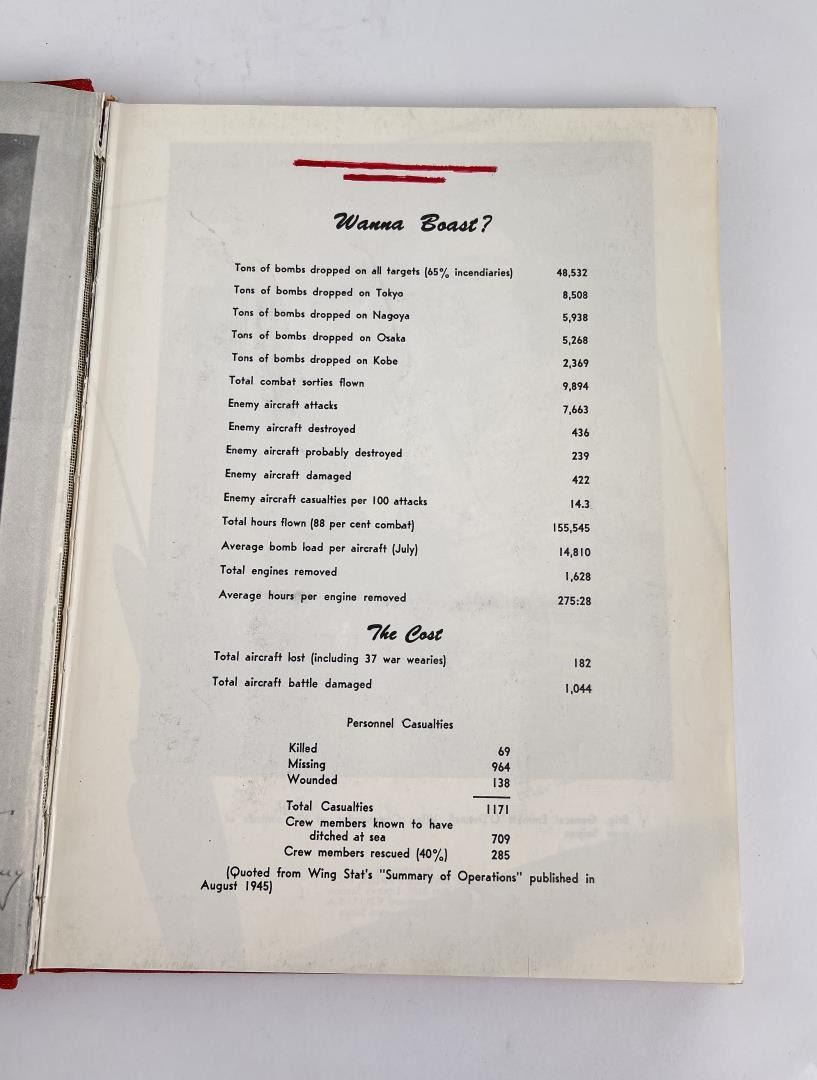 Wanna Boast?
Tons of bombs dropped on all targets (65% incendiaries) 48,532
Tons of bombs dropped on Tokyo 8,508
Tons of bombs dropped on Nagoya 5,938
Tons of bombs dropped on Osaka 5,268
Tons of bombs dropped on Kobe 2,369
Total combat sorties flown 9,894
Enemy aircraft attacks 7,663
Enemy aircraft destroyed 436
Enemy aircraft probably destroyed 239
Enemy aircraft damaged 422
Enemy aircraft casualties per 100 attacks 14.3
Total hours flown (88 per cent combat) 155,545
Average bomb load per aircraft (July) 14,810
Total engines removed 1,628
Average hours per engine removed 275:28
The Cost
Total aircraft lost (including 37 war wearies) 182
Total aircraft battle damaged 1,044
Personnel Casualties
Killed 69
Missing 964
Wounded 138
Total Casualties 1171
Crew members known to have
ditched at sea 709
Crew members rescued (40%) 285
(Quoted from Wing Stat's "Summary of Operations" published in
August 1945)